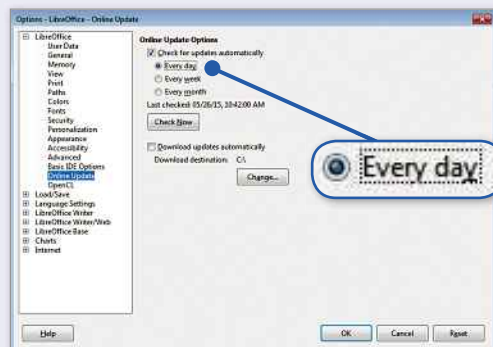 Options - LibreOffice - Online Update
LibreOffice
User Data
General
Memory
View
Print
Paths
Colors
Fonts
Security
Personalization
Appearance
Accessibility
Advanced
Basic IDE Options
Online Update
OpenCL
Load/Save
Language Settings
LibreOffice Writer
LibreOffice Writer/Web
LibreOffice Base
Charts
Internet
Online Update Options
Check for updates automatically
Every day
Every week
Every month
Last checked: 05/26/15, 10:42:00 AM
Check Now
Download updates automatically
Download destination: C:\
Change...
Every day
Help
OK
Cancel
Reset